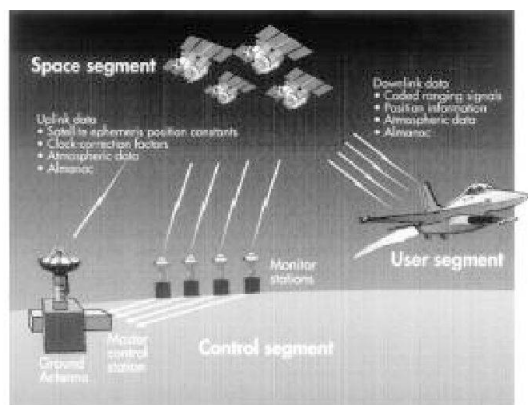 Space segment
Downlink data
• Coded ranging signals
• Position information
• Atmospheric data
• Almanac
Uplink data
• Satellite ephemeris position constants
• Clock-correction factors
• Atmospheric data
• Almanac
User segment
Monitor
stations
Master
control
station
Control segment
Ground
Antenna